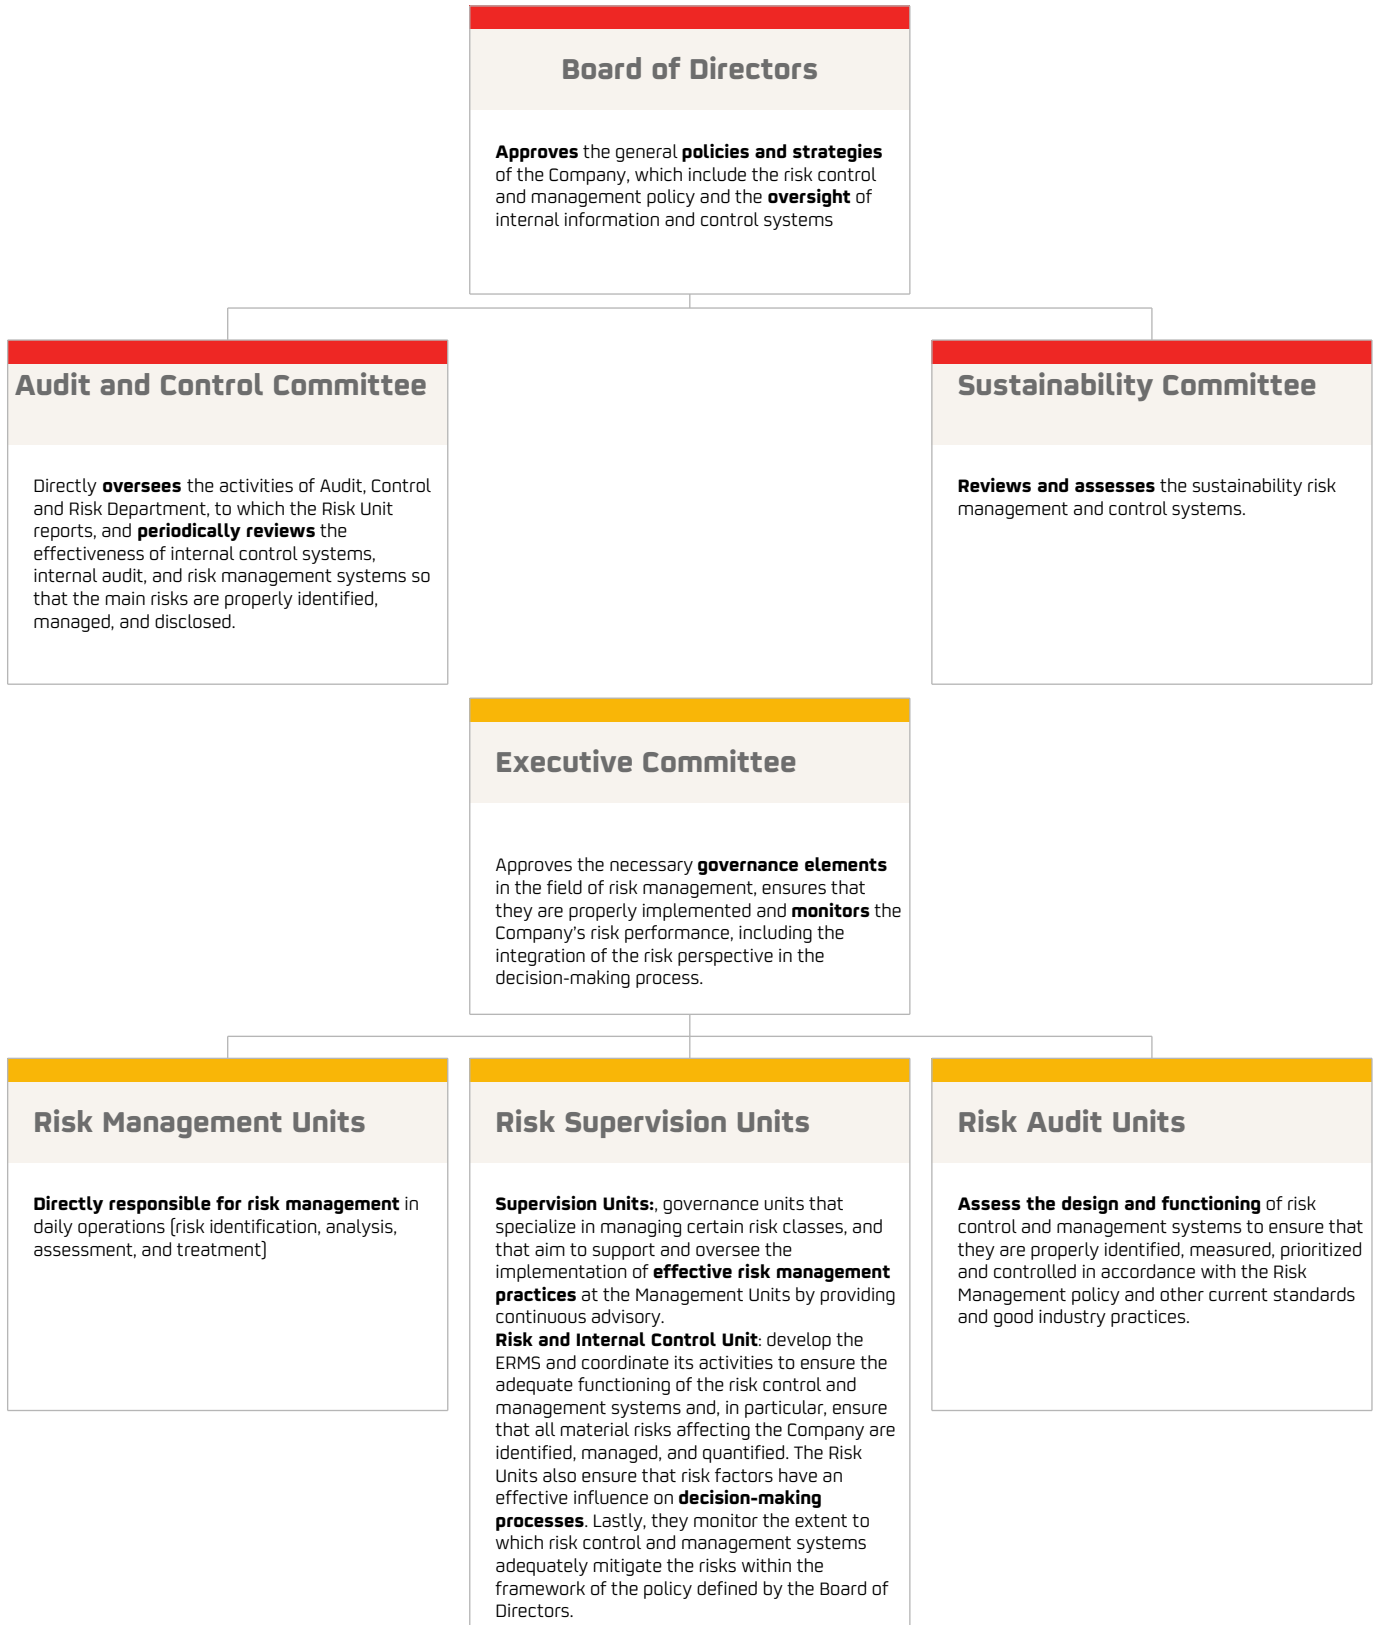 Board of Directors
Approves the general policies and strategies
of the Company, which include the risk control
and management policy and the oversight of
internal information and control systems
Audit and Control Committee
Directly oversees the activities of Audit, Control
and Risk Department, to which the Risk Unit
reports, and periodically reviews the
effectiveness of internal control systems,
internal audit, and risk management systems so
that the main risks are properly identified,
managed, and disclosed.
Sustainability Committee
Reviews and assesses the sustainability risk
management and control systems.
Executive Committee
Approves the necessary governance elements
in the field of risk management, ensures that
they are properly implemented and monitors the
Company's risk performance, including the
integration of the risk perspective in the
decision-making process.
Risk Management Units
Directly responsible for risk management in
daily operations (risk identification, analysis,
assessment, and treatment)
Risk Supervision Units
Supervision Units:, governance units that
specialize in managing certain risk classes, and
that aim to support and oversee the
implementation of effective risk management
practices at the Management Units by providing
continuous advisory.
Risk and Internal Control Unit: develop the
ERMS and coordinate its activities to ensure the
adequate functioning of the risk control and
management systems and, in particular, ensure
that all material risks affecting the Company are
identified, managed, and quantified. The Risk
Units also ensure that risk factors have an
effective influence on decision-making
processes. Lastly, they monitor the extent to
which risk control and management systems
adequately mitigate the risks within the
framework of the policy defined by the Board of
Directors.
Risk Audit Units
Assess the design and functioning of risk
control and management systems to ensure that
they are properly identified, measured, prioritized
and controlled in accordance with the Risk
Management policy and other current standards
and good industry practices.